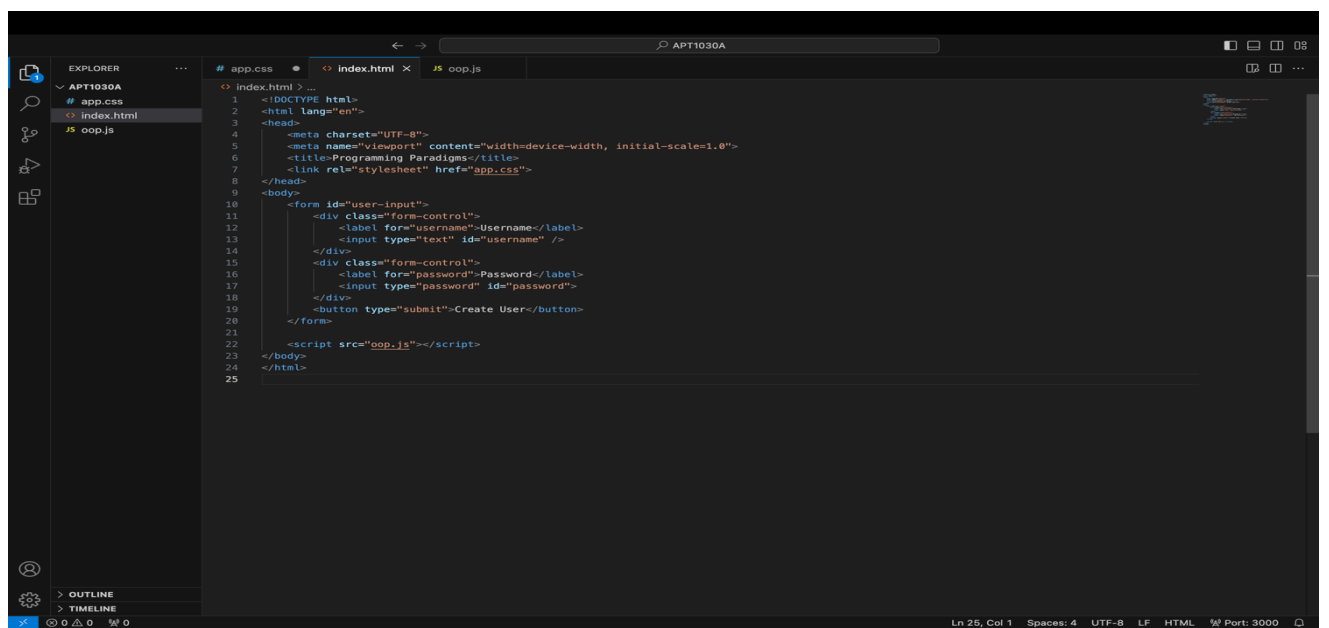 APT1030A
EXPLORER
APT1030A
# app.css
<> index.html
JS oop.js
OUTLINE
TIMELINE
1
# app.css
<> index.html
JS oop.js
<> index.html > ...
1 <!DOCTYPE html>
2 <html lang="en">
3 <head>
4 <meta charset="UTF-8">
5 <meta name="viewport" content="width=device-width, initial-scale=1.0">
6 <title>Programming Paradigms</title>
7 <link rel="stylesheet" href="app.css">
8 </head>
9 <body>
10 <form id="user-input">
11 <div class="form-control">
12 <label for="username">Username</label>
13 <input type="text" id="username" />
14 </div>
15 <div class="form-control">
16 <label for="password">Password</label>
17 <input type="password" id="password">
18 </div>
19 <button type="submit">Create User</button>
20 </form>
21
22 <script src="oop.js"></script>
23 </body>
24 </html>
25
0 0 0 Ln 25, Col 1 Spaces: 4 UTF-8 LF HTML Port: 3000